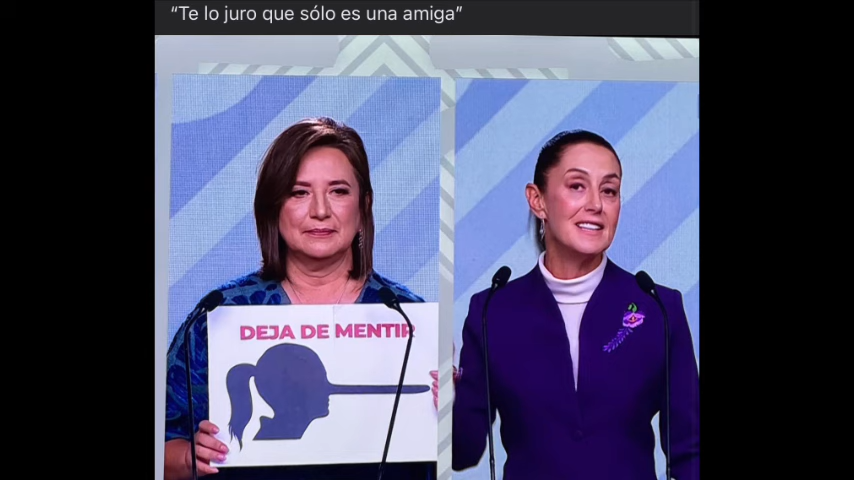 “Te lo juro que sólo es una amiga”
DEJA DE MENTIR